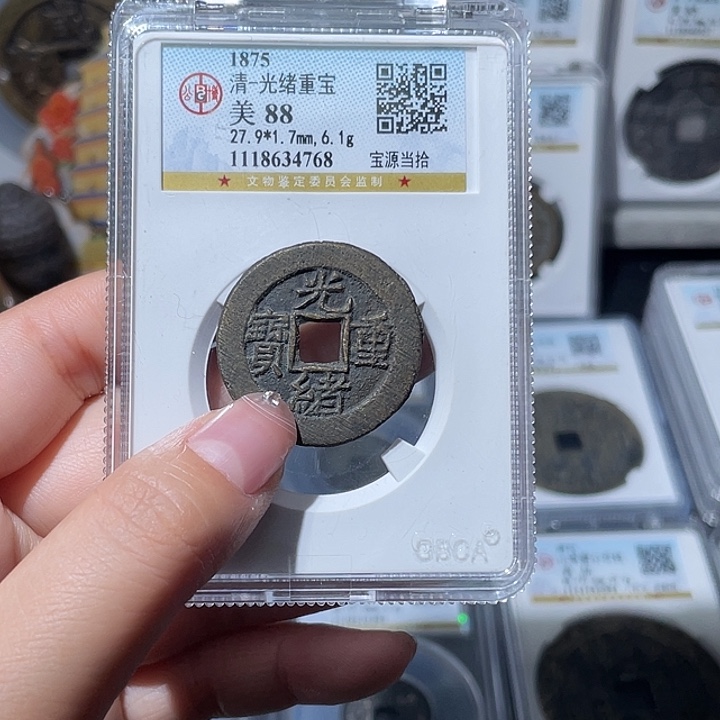 1875
清-光绪重宝
美 88
27.9*1.7mm,6.1g
1118634768 宝源当拾
★ 文物鉴定委员会监制 ★
光
寶 重
緒
GBCA